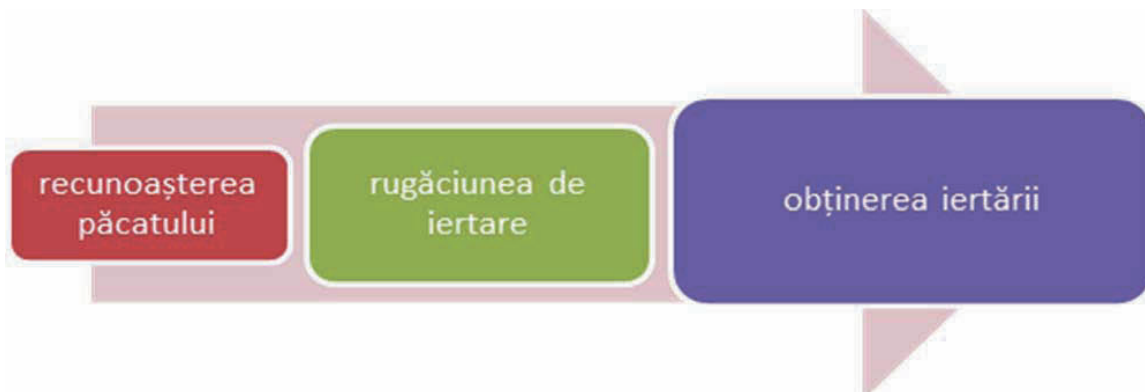 recunoașterea
păcatului
rugăciunea de
iertare
obținerea iertării